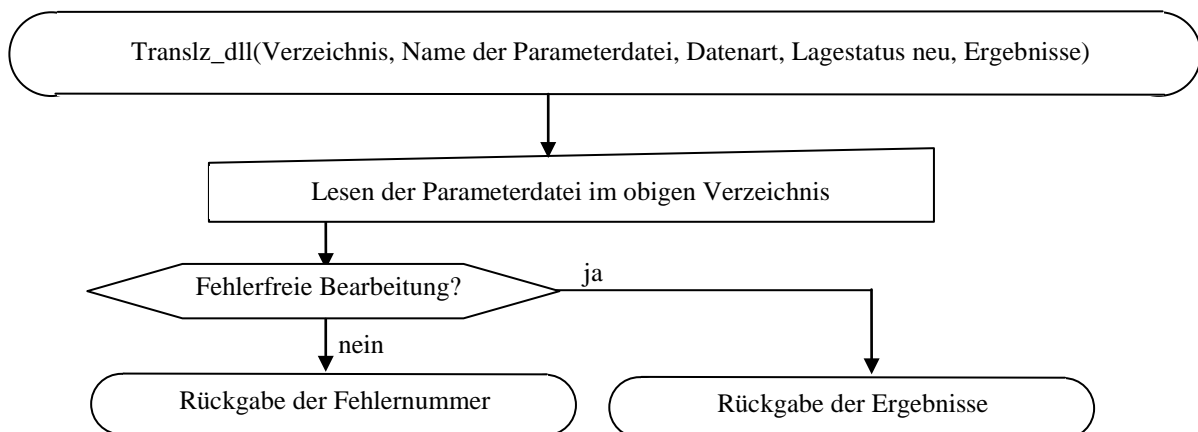 Translz_dll(Verzeichnis, Name der Parameterdatei, Datenart, Lagestatus neu, Ergebnisse)
Lesen der Parameterdatei im obigen Verzeichnis
Fehlerfreie Bearbeitung?
ja
nein
Rückgabe der Fehlernummer
Rückgabe der Ergebnisse